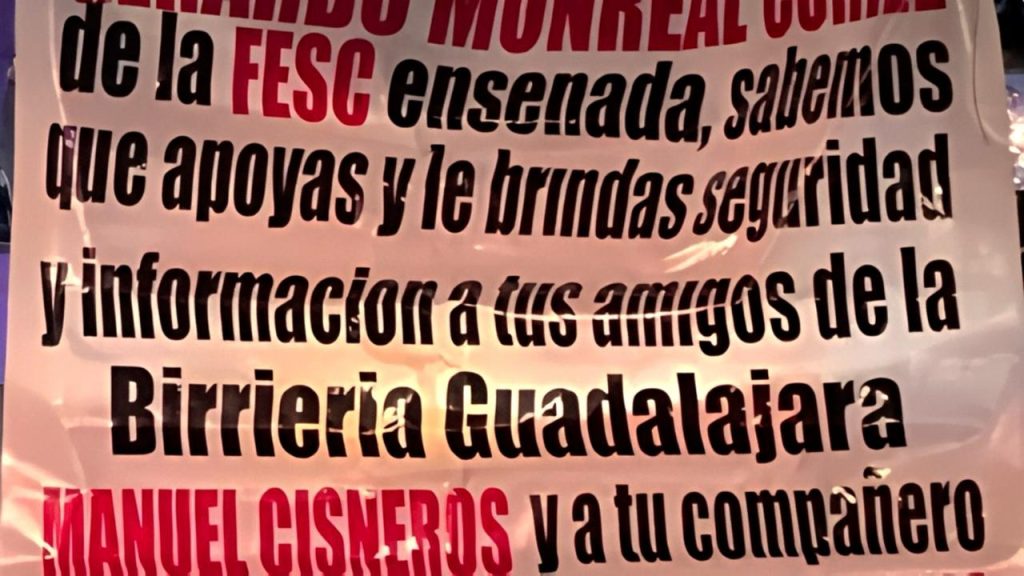 MONREAL
de la FESC ensenada, sabemos
que apoyas y le brindas seguridad
y informacion a tus amigos de la
Birrieria Guadalajara
MANUEL CISNEROS y a tu compañero